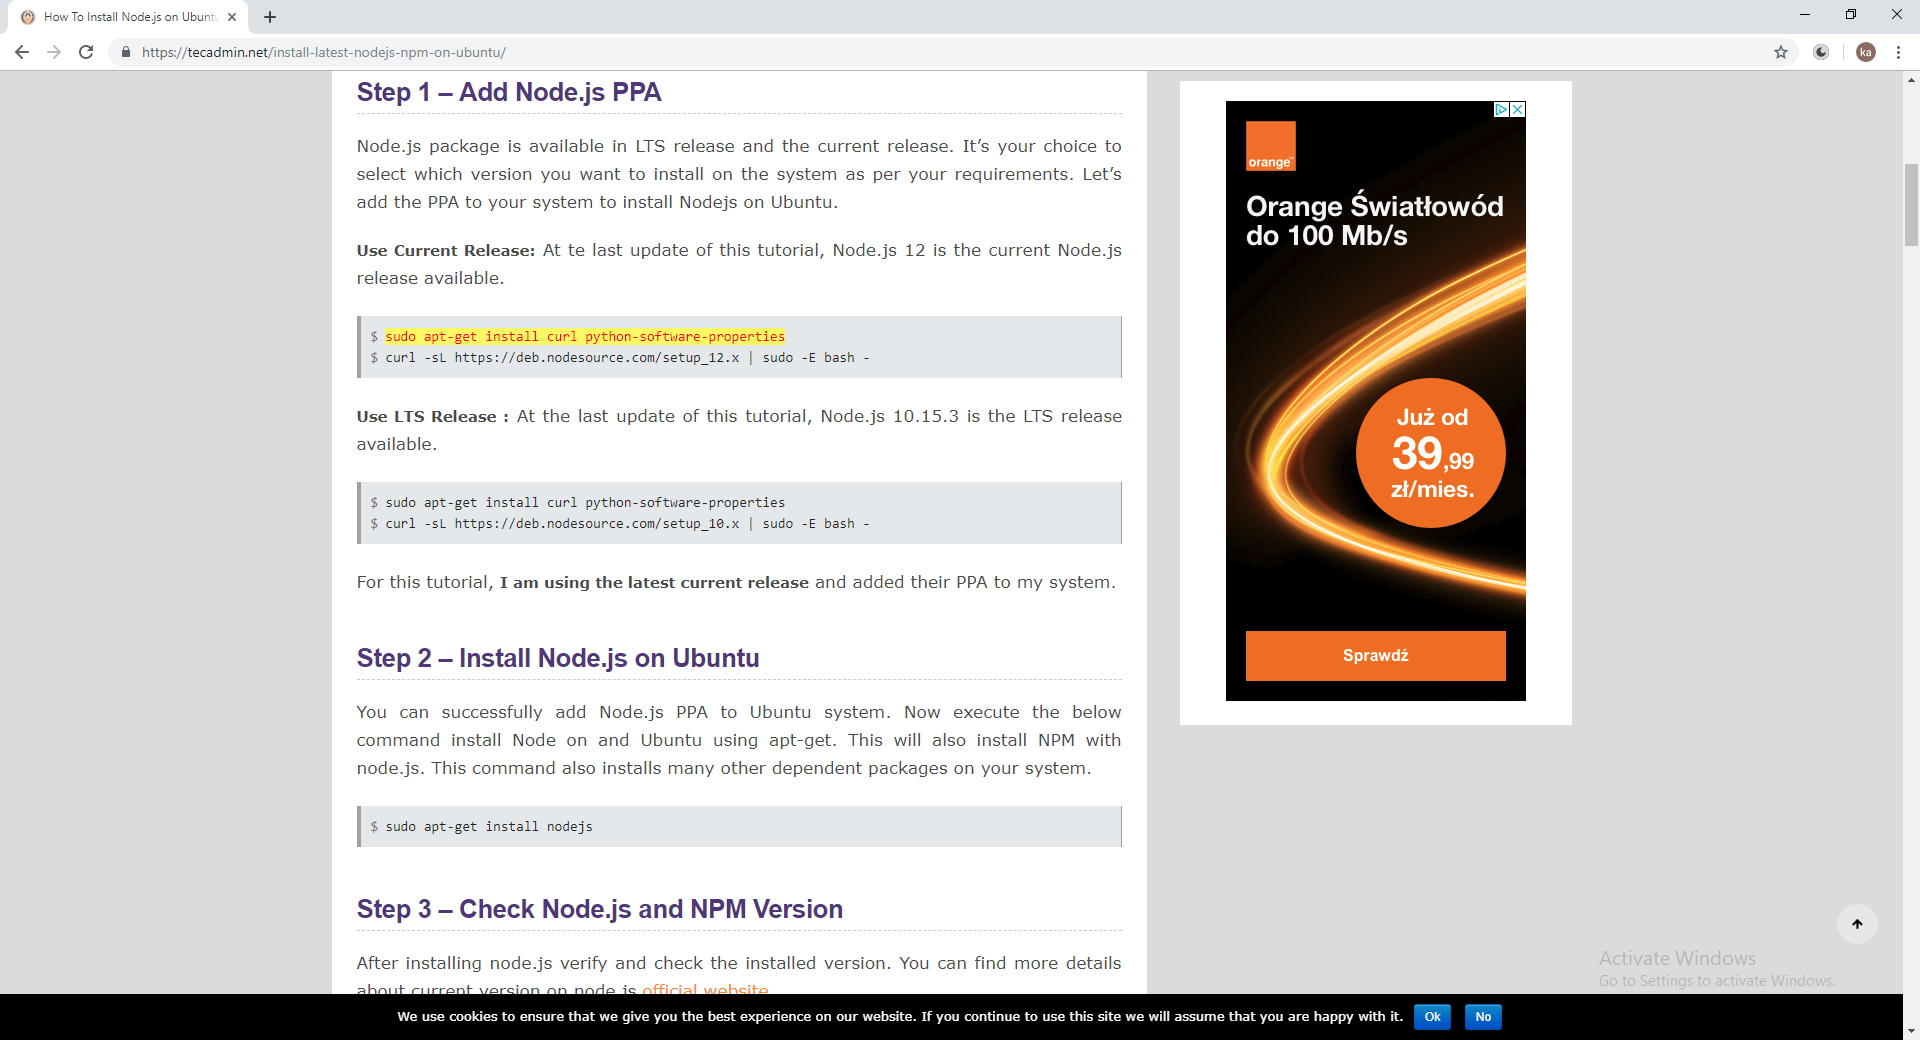 How To Install Node.js on Ubunt
https://tecadmin.net/install-latest-nodejs-npm-on-ubuntu/
ka
Step 1 – Add Node.js PPA
Node.js package is available in LTS release and the current release. It’s your choice to
select which version you want to install on the system as per your requirements. Let’s
add the PPA to your system to install Nodejs on Ubuntu.
Use Current Release: At te last update of this tutorial, Node.js 12 is the current Node.js
release available.
$ sudo apt-get install curl python-software-properties
$ curl -sL https://deb.nodesource.com/setup_12.x | sudo -E bash -
Use LTS Release : At the last update of this tutorial, Node.js 10.15.3 is the LTS release
available.
$ sudo apt-get install curl python-software-properties
$ curl -sL https://deb.nodesource.com/setup_10.x | sudo -E bash -
For this tutorial, I am using the latest current release and added their PPA to my system.
Step 2 – Install Node.js on Ubuntu
You can successfully add Node.js PPA to Ubuntu system. Now execute the below
command install Node on and Ubuntu using apt-get. This will also install NPM with
node.js. This command also installs many other dependent packages on your system.
$ sudo apt-get install nodejs
Step 3 – Check Node.js and NPM Version
After installing node.js verify and check the installed version. You can find more details
about current version on node.js official website
orange™
Orange Światłowód
do 100 Mb/s
Już od
39,99
zł/mies.
Sprawdź
Activate Windows
Go to Settings to activate Windows.
We use cookies to ensure that we give you the best experience on our website. If you continue to use this site we will assume that you are happy with it. Ok No